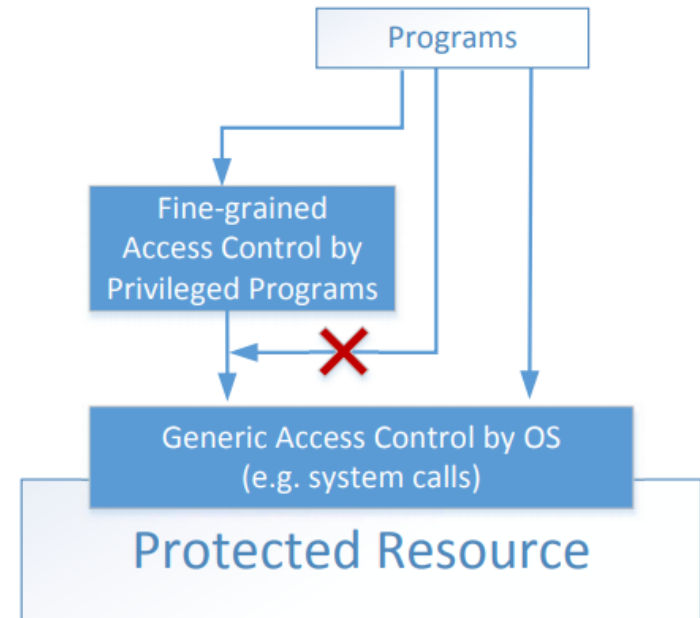 Programs
Fine-grained
Access Control by
Privileged Programs
Generic Access Control by OS
(e.g. system calls)
Protected Resource